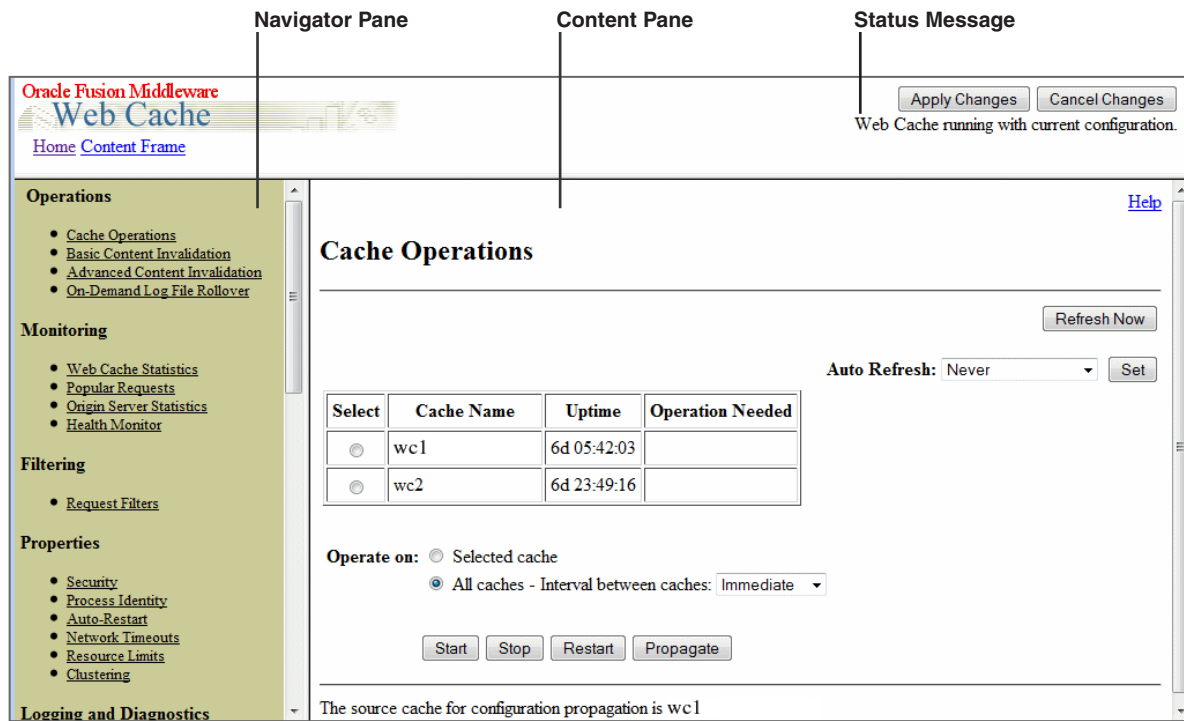 Navigator Pane
Content Pane
Status Message
Oracle Fusion Middleware
Web Cache
Home Content Frame
Apply Changes
Cancel Changes
Web Cache running with current configuration.
Operations
Cache Operations
Basic Content Invalidation
Advanced Content Invalidation
On-Demand Log File Rollover
Monitoring
Web Cache Statistics
Popular Requests
Origin Server Statistics
Health Monitor
Filtering
Request Filters
Properties
Security
Process Identity
Auto-Restart
Network Timeouts
Resource Limits
Clustering
Logging and Diagnostics
Help
Cache Operations
Refresh Now
Auto Refresh: Never Set
Select Cache Name Uptime Operation Needed
wc1 6d 05:42:03
wc2 6d 23:49:16
Operate on: Selected cache
All caches - Interval between caches: Immediate
Start Stop Restart Propagate
The source cache for configuration propagation is wc1